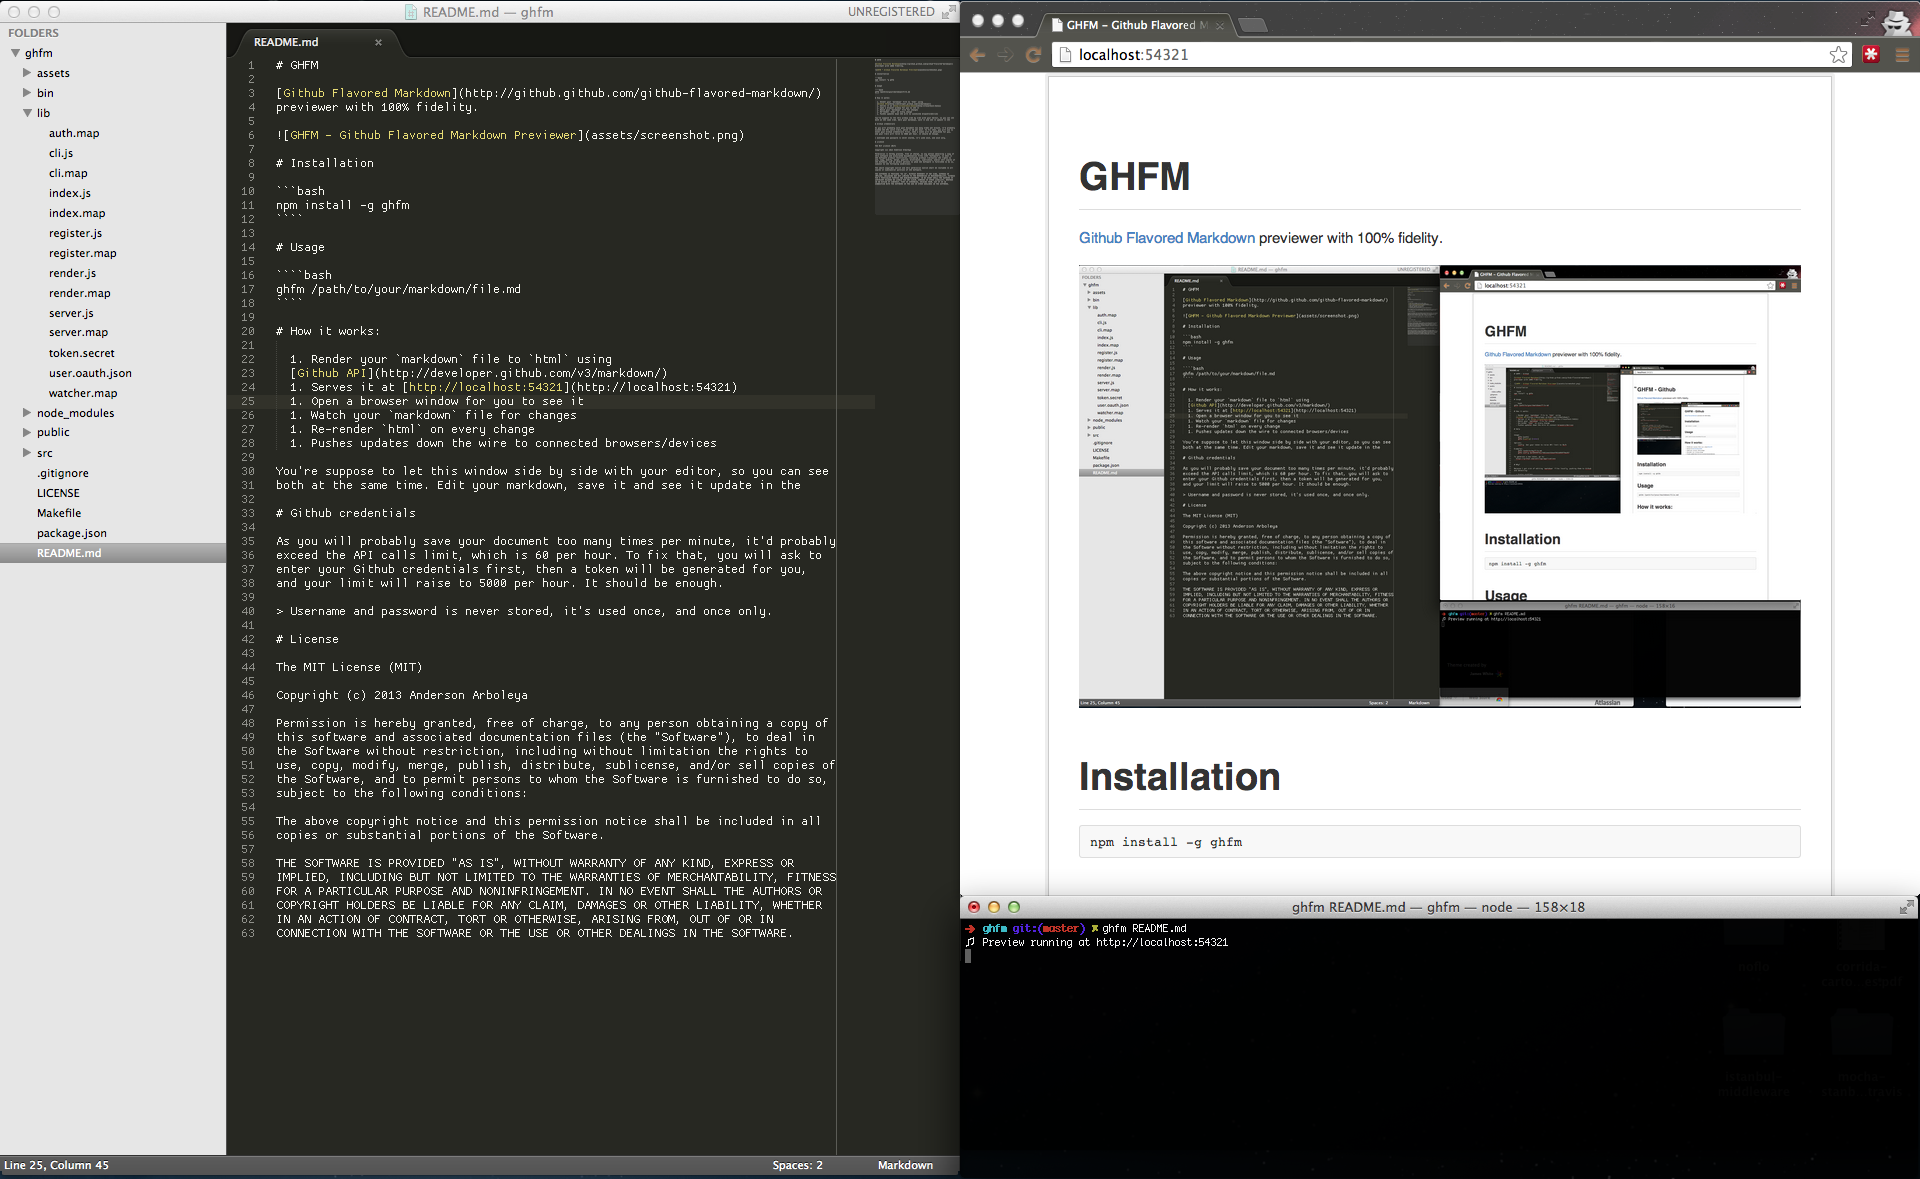 README.md — ghfm
UNREGISTERED
FOLDERS
ghfm
assets
bin
lib
auth.map
cli.js
cli.map
index.js
index.map
register.js
register.map
render.js
render.map
server.js
server.map
token.secret
user.oauth.json
watcher.map
node_modules
public
src
.gitignore
LICENSE
Makefile
package.json
README.md
README.md
1 # GHFM
2
3 [Github Flavored Markdown](http://github.github.com/github-flavored-markdown/)
4 previewer with 100% fidelity.
5
6 ![GHFM - Github Flavored Markdown Previewer](assets/screenshot.png)
7
8 # Installation
9
10 ```bash
11 npm install -g ghfm
12 ````
13
14 # Usage
15
16 ````bash
17 ghfm /path/to/your/markdown/file.md
18 ````
19
20 # How it works:
21
22 1. Render your `markdown` file to `html` using
23 [Github API](http://developer.github.com/v3/markdown/)
24 1. Serves it at [http://localhost:54321](http://localhost:54321)
25 1. Open a browser window for you to see it
26 1. Watch your `markdown` file for changes
27 1. Re-render `html` on every change
28 1. Pushes updates down the wire to connected browsers/devices
29
30 You're suppose to let this window side by side with your editor, so you can see
31 both at the same time. Edit your markdown, save it and see it update in the
32
33 # Github credentials
34
35 As you will probably save your document too many times per minute, it'd probably
36 exceed the API calls limit, which is 60 per hour. To fix that, you will ask to
37 enter your Github credentials first, then a token will be generated for you,
38 and your limit will raise to 5000 per hour. It should be enough.
39
40 > Username and password is never stored, it's used once, and once only.
41
42 # License
43
44 The MIT License (MIT)
45
46 Copyright (c) 2013 Anderson Arboleya
47
48 Permission is hereby granted, free of charge, to any person obtaining a copy of
49 this software and associated documentation files (the "Software"), to deal in
50 the Software without restriction, including without limitation the rights to
51 use, copy, modify, merge, publish, distribute, sublicense, and/or sell copies of
52 the Software, and to permit persons to whom the Software is furnished to do so,
53 subject to the following conditions:
54
55 The above copyright notice and this permission notice shall be included in all
56 copies or substantial portions of the Software.
57
58 THE SOFTWARE IS PROVIDED "AS IS", WITHOUT WARRANTY OF ANY KIND, EXPRESS OR
59 IMPLIED, INCLUDING BUT NOT LIMITED TO THE WARRANTIES OF MERCHANTABILITY, FITNESS
60 FOR A PARTICULAR PURPOSE AND NONINFRINGEMENT. IN NO EVENT SHALL THE AUTHORS OR
61 COPYRIGHT HOLDERS BE LIABLE FOR ANY CLAIM, DAMAGES OR OTHER LIABILITY, WHETHER
62 IN AN ACTION OF CONTRACT, TORT OR OTHERWISE, ARISING FROM, OUT OF OR IN
63 CONNECTION WITH THE SOFTWARE OR THE USE OR OTHER DEALINGS IN THE SOFTWARE.
Line 25, Column 45
Spaces: 2
Markdown
GHFM - Github Flavored M
localhost:54321
GHFM
Github Flavored Markdown previewer with 100% fidelity.
GHFM
Github Flavored Markdown previewer with 100% fidelity.
GHFM - Github
Installation
Usage
How it works:
Installation
npm install -g ghfm
Usage
Atlassian
Installation
npm install -g ghfm
ghfm README.md — ghfm — node — 158×18
ghfm git:(master) ✗ ghfm README.md
♫ Preview running at http://localhost:54321